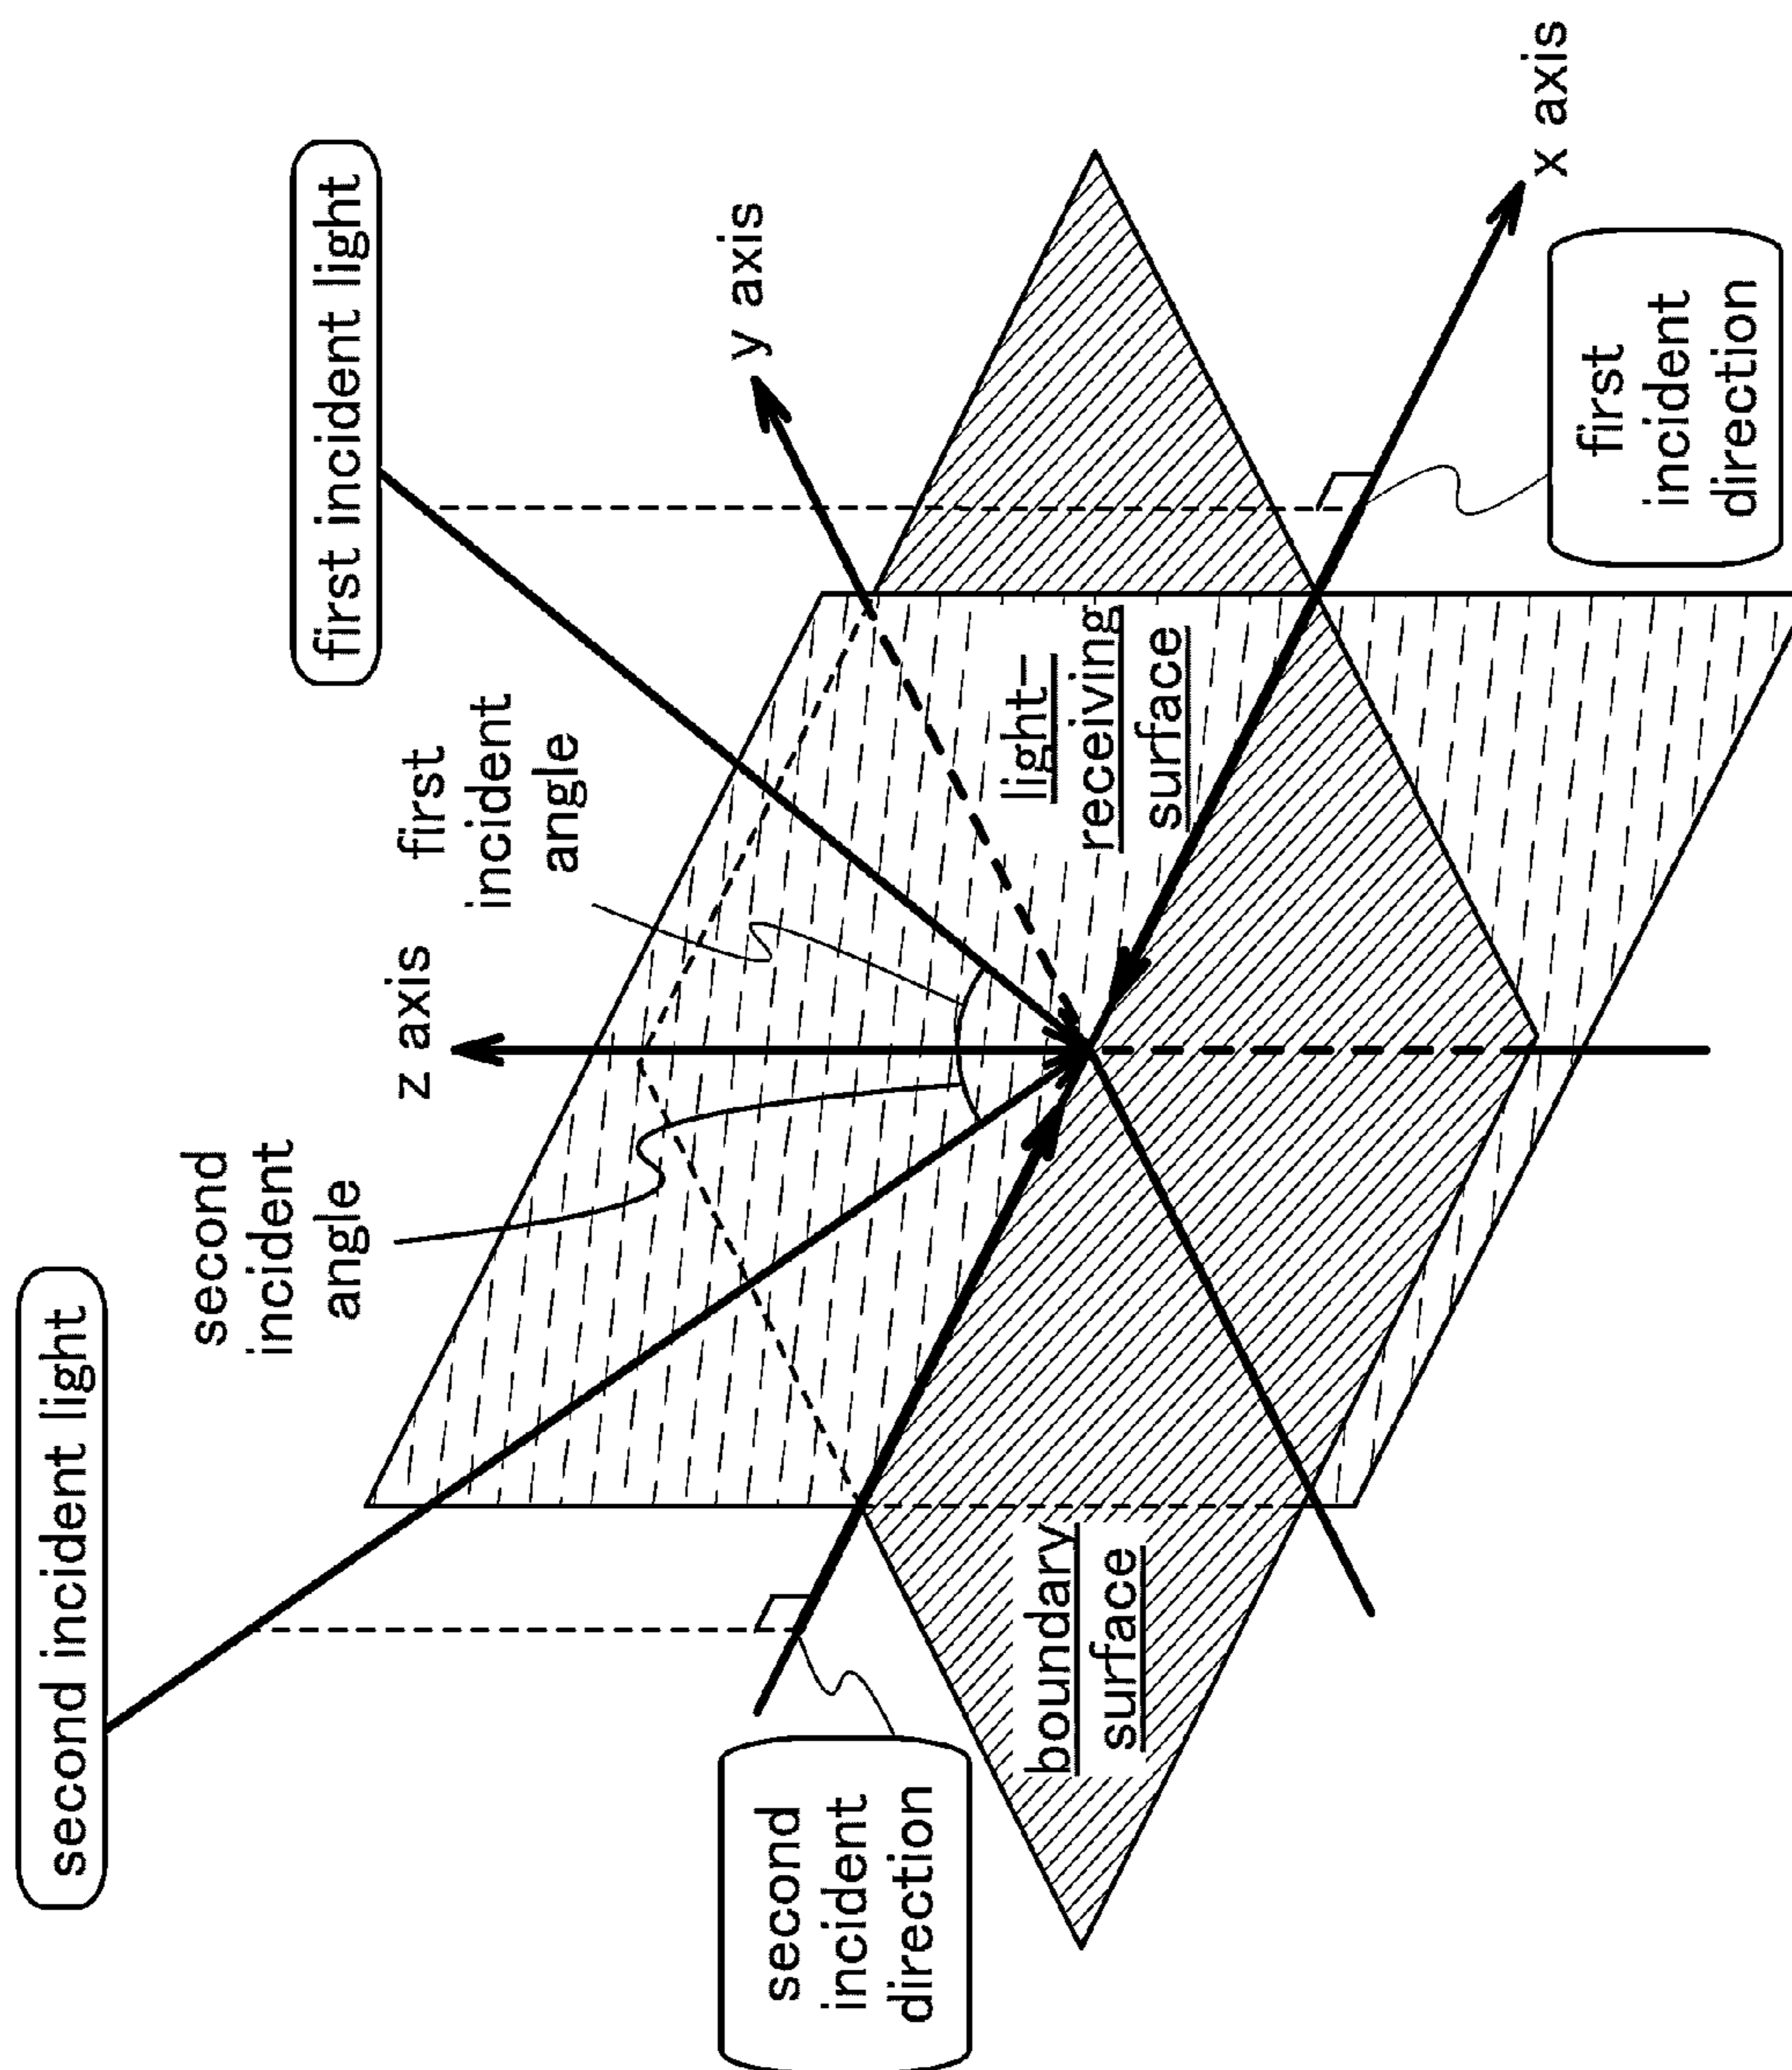 second incident light
second
incident
angle
first incident light
z axis
first
incident
angle
y axis
second
incident
direction
boundary
surface
light-
receiving
surface
x axis
first
incident
direction